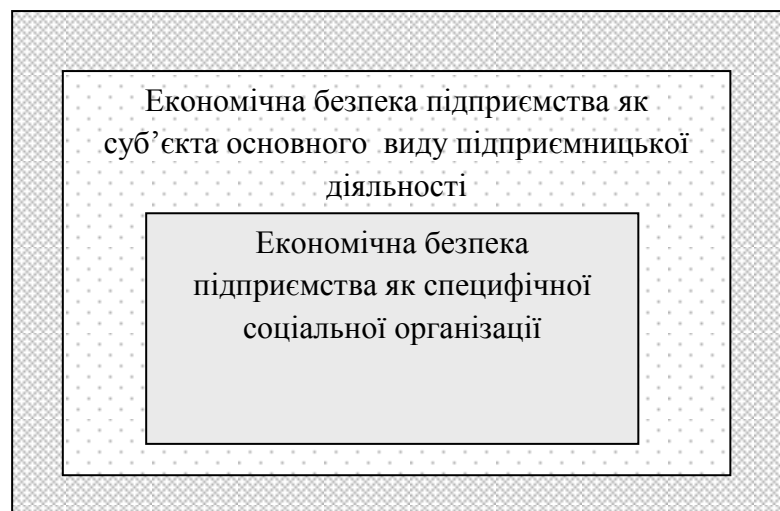 Економічна безпека підприємства як
суб’єкта основного виду підприємницької
діяльності
Економічна безпека
підприємства як специфічної
соціальної організації